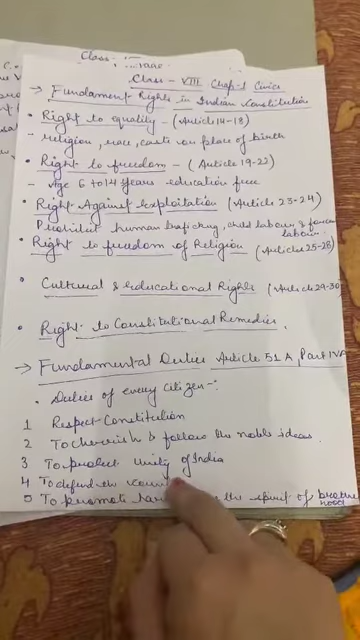 Class :-
Class - VIII Chap-1 Civics
→ Fundament Rights in Indian Constitution
• Right to equality - (Article 14-18)
- religion, race, caste or place of birth
• Right to freedom - (Article 19-22)
- Age 6 to 14 years education free
• Right Against exploitation (Article 23-24)
Prohibit human trafficking, child labour &
labour
• Right to freedom of Religion (Article 25-28)
• Cultural & educational Rights (Article 29-30)
• Right to Constitutional Remedies.
→ Fundamental Duties Article 51 A, Part IVA
• Duties of every Citizen -:
1 Respect Constitution
2 To cherish & follow the noble ideas.
3 To protect Unity of India
4 To defend the
5 To promote the spirit of brother
hood